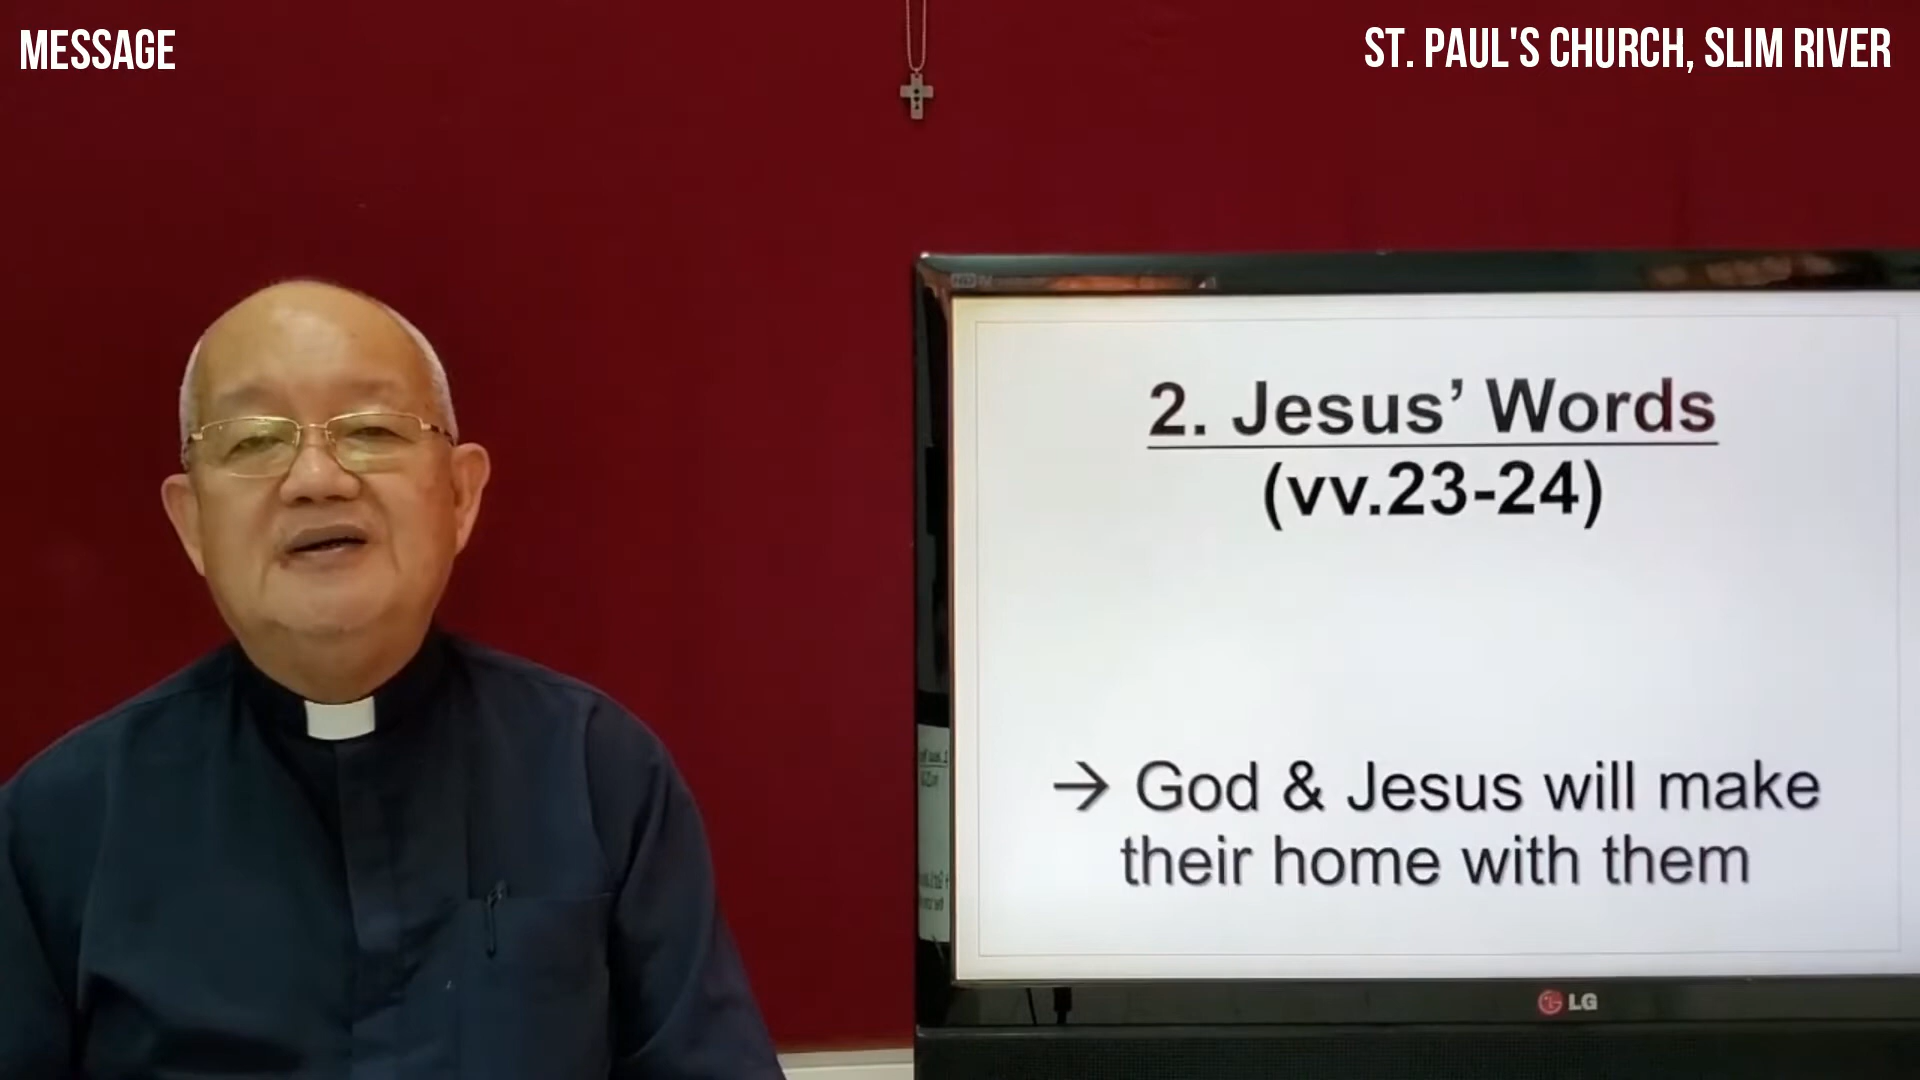 MESSAGE
ST. PAUL'S CHURCH, SLIM RIVER
2. Jesus’ Words
(vv.23-24)
→ God & Jesus will make
their home with them
LG